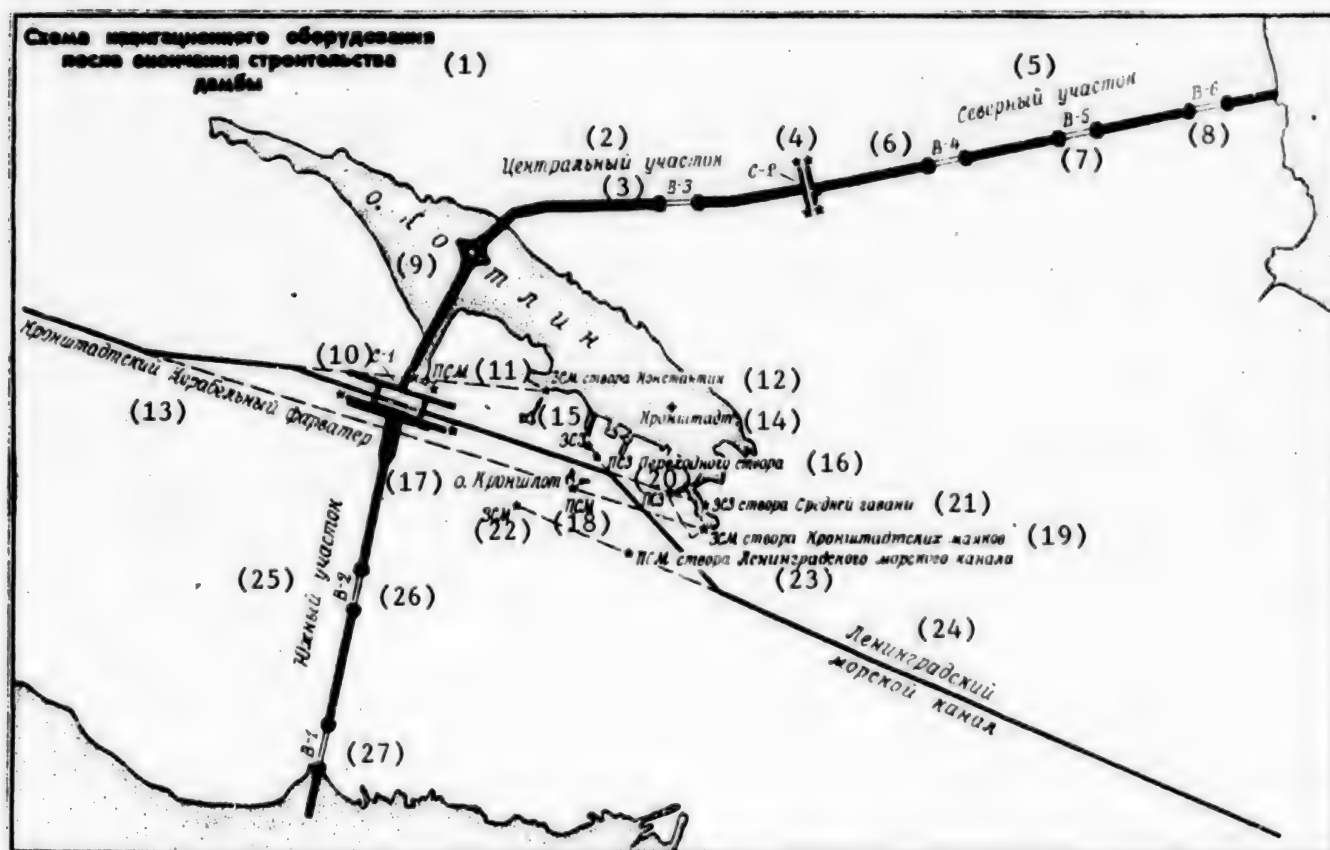 Схема навигационного оборудования
после окончания строительства
дамбы
(1)
(5)
Северный участок
В-6
(8)
В-5
(7)
(2)
Центральный участок
(3)
В-3
(4)
С-2
(6)
В-4
о. Котлин
(9)
(10)
С-1
ПСМ (11)
ЗСМ створа Константин (12)
Кронштадтский Корабельный фарватер
(13)
Кронштадт (14)
(15)
ЗСЗ
ПСЗ Переходного створа (16)
(17)
о. Кроншлот
(20)
ПСЗ
ПСМ
(18)
ЗСМ
(22)
ЗСЗ створа Средней гавани (21)
ЗСМ створа Кронштадтских маяков (19)
ПСМ створа Ленинградского морского канала
(23)
(24)
Ленинградский
морской канал
(25)
Южный участок
В-2
(26)
В-1
(27)